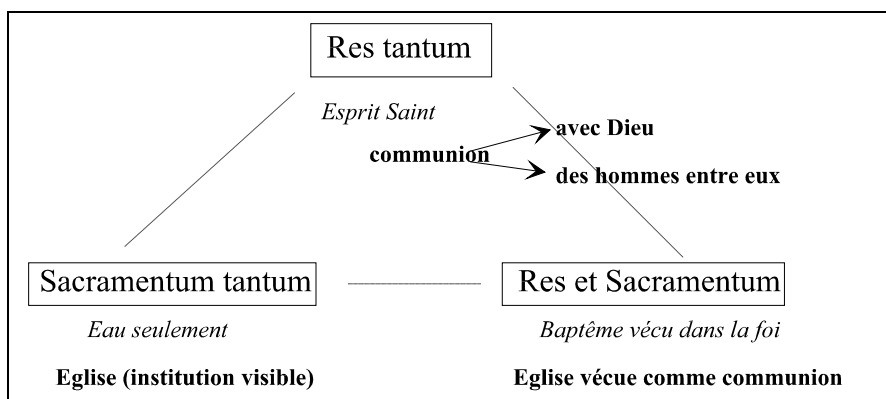 Res tantum
Esprit Saint
avec Dieu
communion
des hommes entre eux
Sacramentum tantum
Res et Sacramentum
Eau seulement
Baptême vécu dans la foi
Eglise (institution visible)
Eglise vécue comme communion